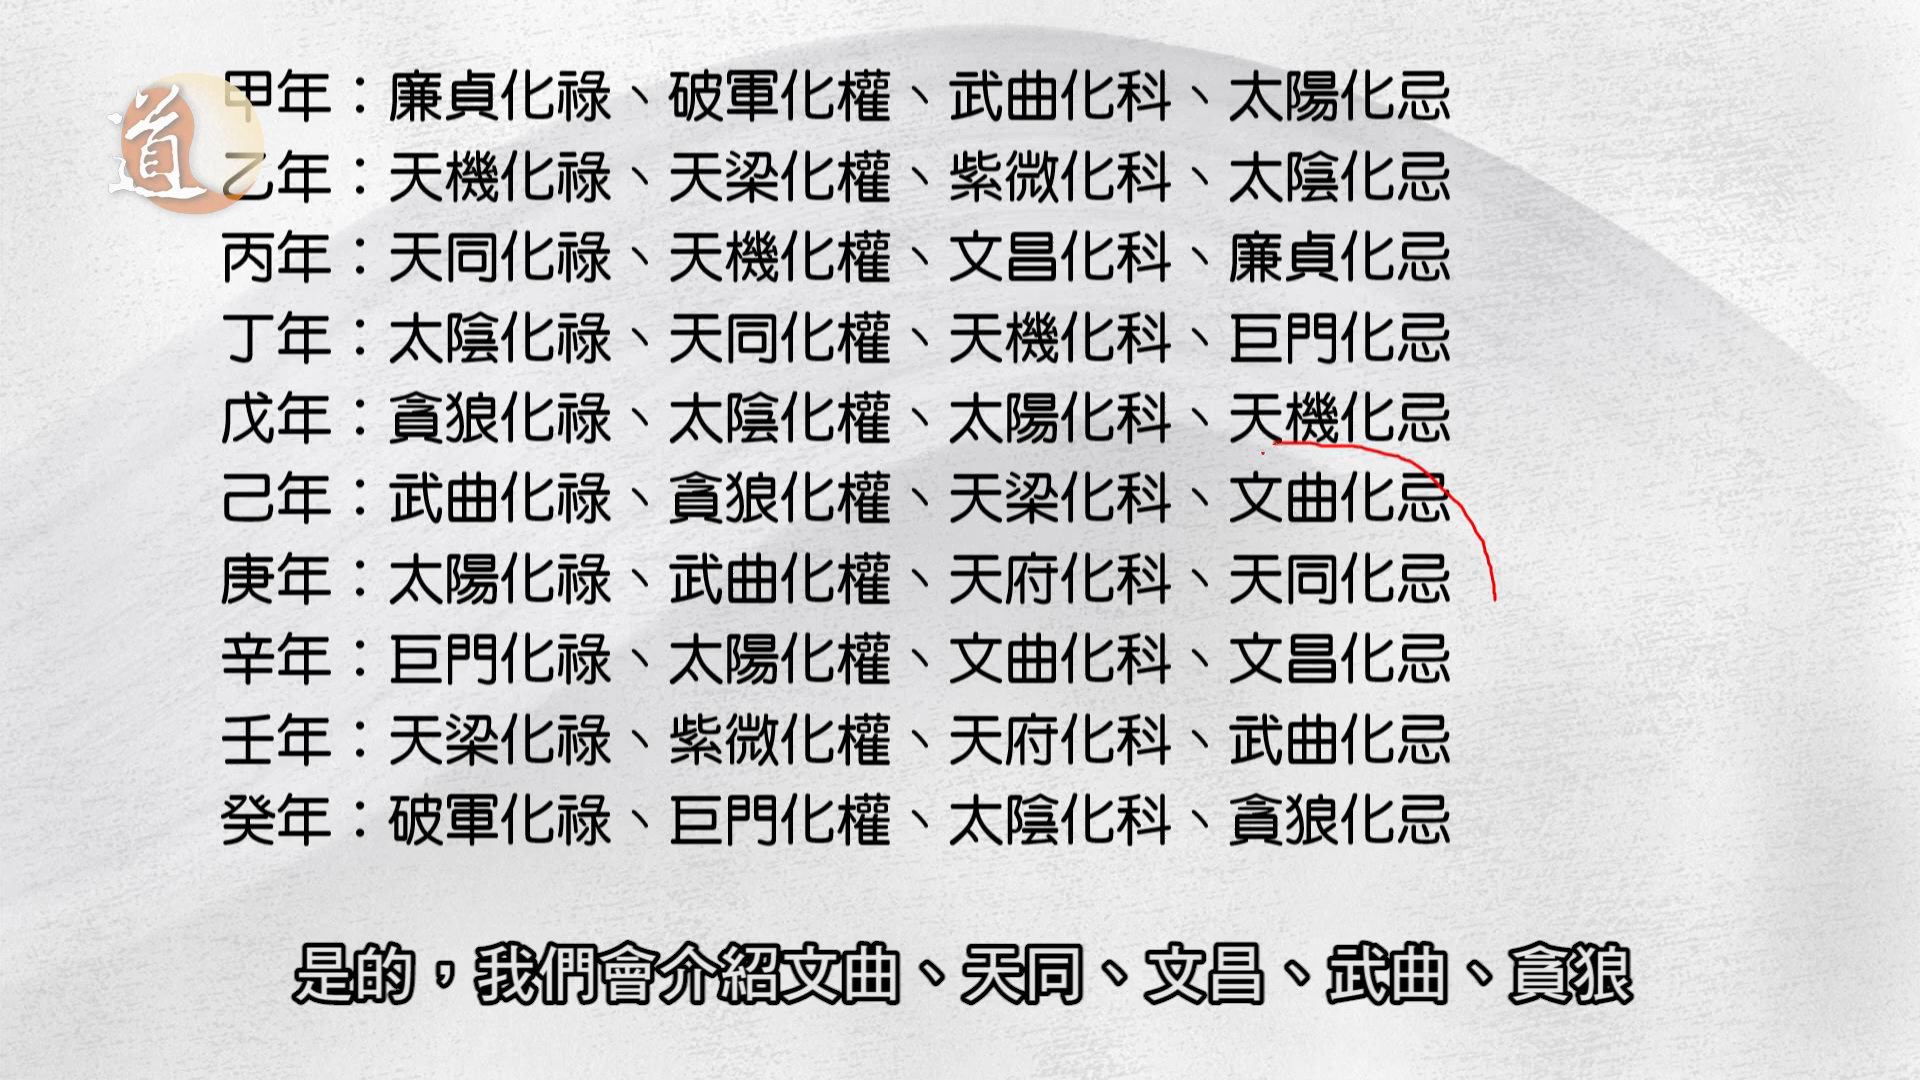 道
甲年：廉貞化祿、破軍化權、武曲化科、太陽化忌
乙年：天機化祿、天梁化權、紫微化科、太陰化忌
丙年：天同化祿、天機化權、文昌化科、廉貞化忌
丁年：太陰化祿、天同化權、天機化科、巨門化忌
戊年：貪狼化祿、太陰化權、太陽化科、天機化忌
己年：武曲化祿、貪狼化權、天梁化科、文曲化忌
庚年：太陽化祿、武曲化權、天府化科、天同化忌
辛年：巨門化祿、太陽化權、文曲化科、文昌化忌
壬年：天梁化祿、紫微化權、天府化科、武曲化忌
癸年：破軍化祿、巨門化權、太陰化科、貪狼化忌
是的，我們會介紹文曲、天同、文昌、武曲、貪狼